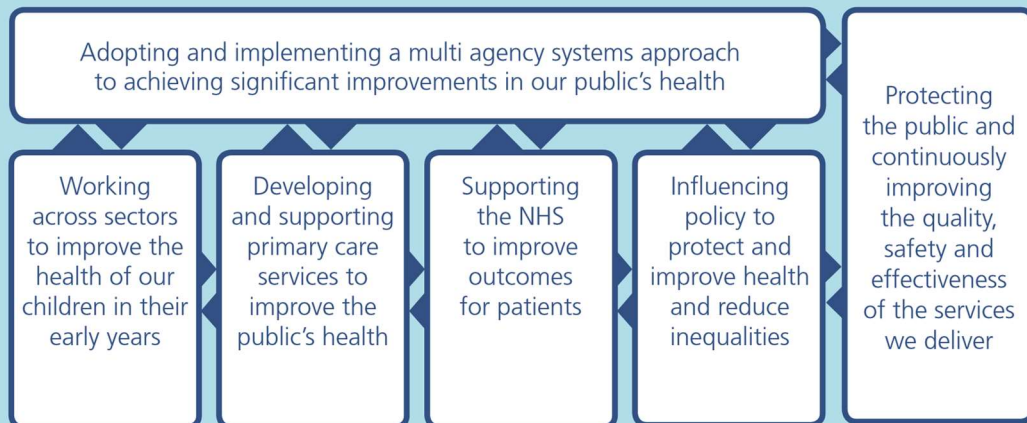 Adopting and implementing a multi agency systems approach
to achieving significant improvements in our public’s health
Working
across sectors
to improve the
health of our
children in their
early years
Developing
and supporting
primary care
services to
improve the
public’s health
Supporting
the NHS
to improve
outcomes
for patients
Influencing
policy to
protect and
improve health
and reduce
inequalities
Protecting
the public and
continuously
improving
the quality,
safety and
effectiveness
of the services
we deliver